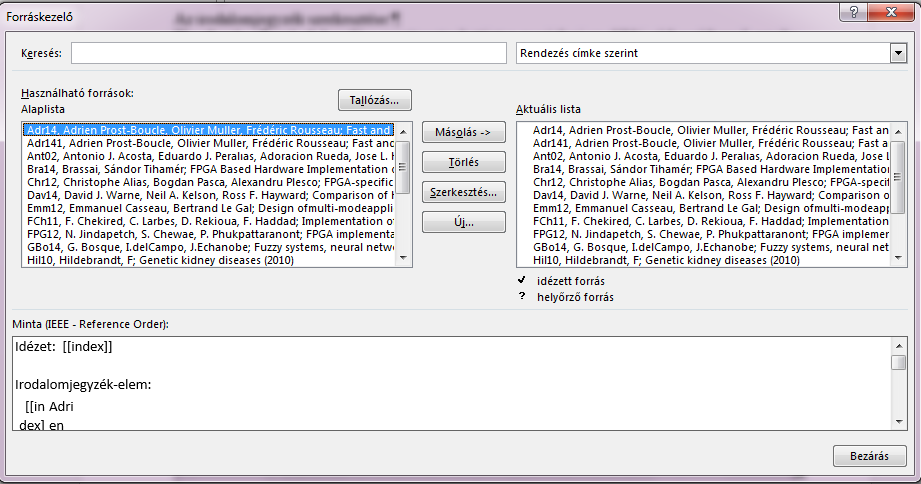 Az irodalomjegyzék szerkesztése¶
Forráskezelő
Keresés:
Rendezés címke szerint
Használható források:
Tallózás...
Alaplista
Aktuális lista
Adr14, Adrien Prost-Boucle, Olivier Muller, Frédéric Rousseau; Fast and
Adr141, Adrien Prost-Boucle, Olivier Muller, Frédéric Rousseau; Fast anc
Ant02, Antonio J. Acosta, Eduardo J. Peralıas, Adoracion Rueda, Jose L. H
Bra14, Brassai, Sándor Tihamér; FPGA Based Hardware Implementation o
Chr12, Christophe Alias, Bogdan Pasca, Alexandru Plesco; FPGA-specific
Dav14, David J. Warne, Neil A. Kelson, Ross F. Hayward; Comparison of H
Emm12, Emmanuel Casseau, Bertrand Le Gal; Design ofmulti-modeappli
FCh11, F. Chekired, C. Larbes, D. Rekioua, F. Haddad; Implementation of
FPG12, N. Jindapetch, S. Chewae, P. Phukpattaranont; FPGA implementa
GBo14, G. Bosque, I.delCampo, J.Echanobe; Fuzzy systems, neural netwo
Hil10, Hildebrandt, F; Genetic kidney diseases (2010)
Másolás ->
Törlés
Szerkesztés...
Új...
Adr14, Adrien Prost-Boucle, Olivier Muller, Frédéric Rousseau; Fast an
Adr141, Adrien Prost-Boucle, Olivier Muller, Frédéric Rousseau; Fast a
Ant02, Antonio J. Acosta, Eduardo J. Peralıas, Adoracion Rueda, Jose L
Bra14, Brassai, Sándor Tihamér; FPGA Based Hardware Implementation
Chr12, Christophe Alias, Bogdan Pasca, Alexandru Plesco; FPGA-specif
Dav14, David J. Warne, Neil A. Kelson, Ross F. Hayward; Comparison of
Emm12, Emmanuel Casseau, Bertrand Le Gal; Design ofmulti-modeapp
FCh11, F. Chekired, C. Larbes, D. Rekioua, F. Haddad; Implementation
FPG12, N. Jindapetch, S. Chewae, P. Phukpattaranont; FPGA implemen
GBo14, G. Bosque, I.delCampo, J.Echanobe; Fuzzy systems, neural net
Hil10, Hildebrandt, F; Genetic kidney diseases (2010)
idézett forrás
? helyőrző forrás
Minta (IEEE - Reference Order):
Idézet: [[index]]
Irodalomjegyzék-elem:
[[in Adri
dex] en
Bezárás